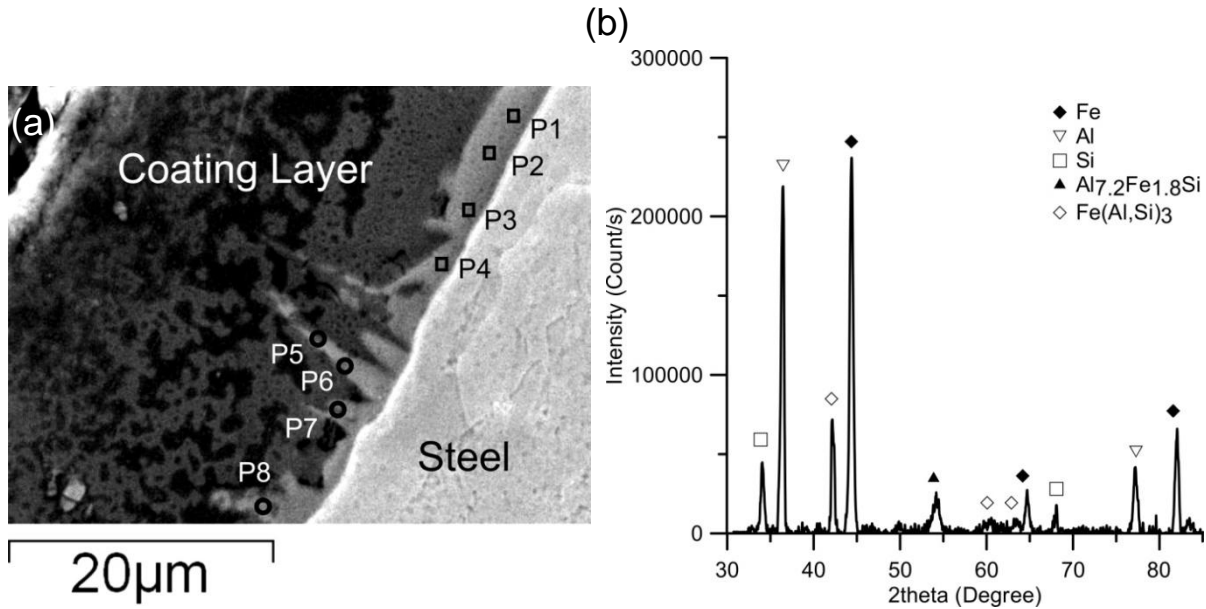 (a)
Coating Layer
P1
P2
P3
P4
P5
P6
P7
P8
Steel
20μm
(b)
300000
200000
100000
0
Intensity (Count/s)
30
40
50
60
70
80
2theta (Degree)
Fe
Al
Si
Al7.2Fe1.8Si
Fe(Al,Si)3